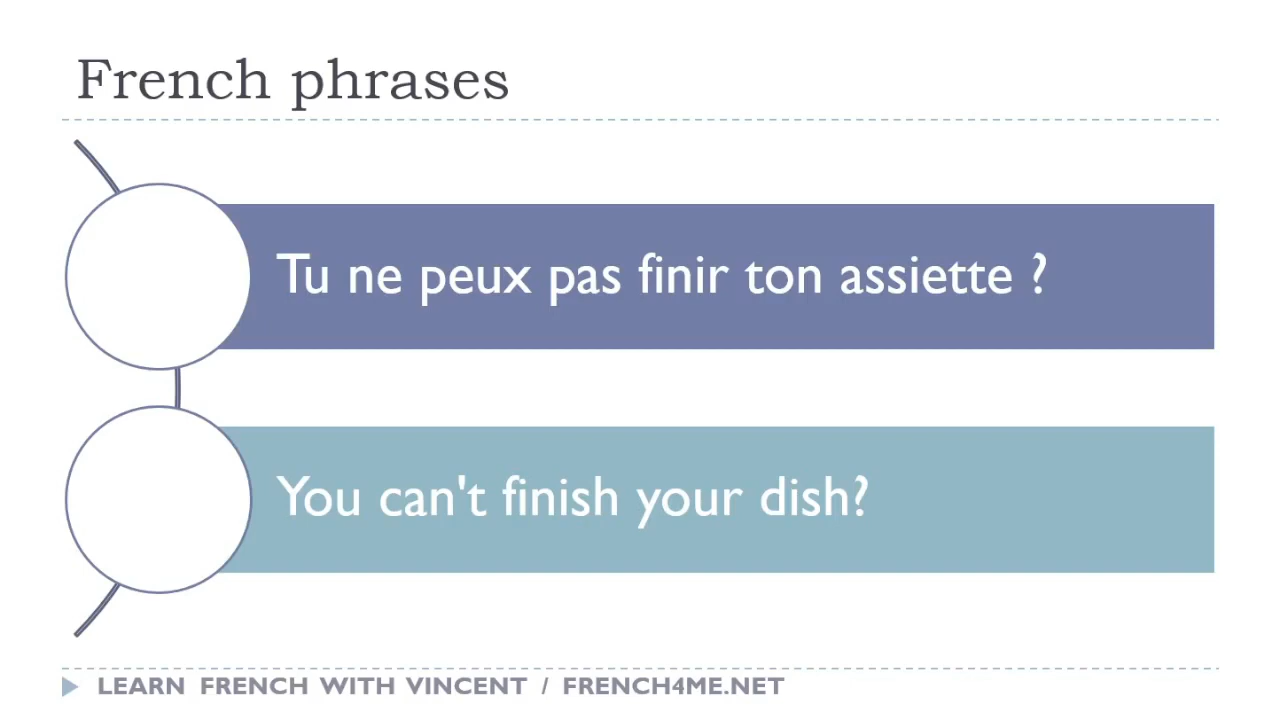 French phrases
Tu ne peux pas finir ton assiette ?
You can't finish your dish?
LEARN FRENCH WITH VINCENT / FRENCH4ME.NET